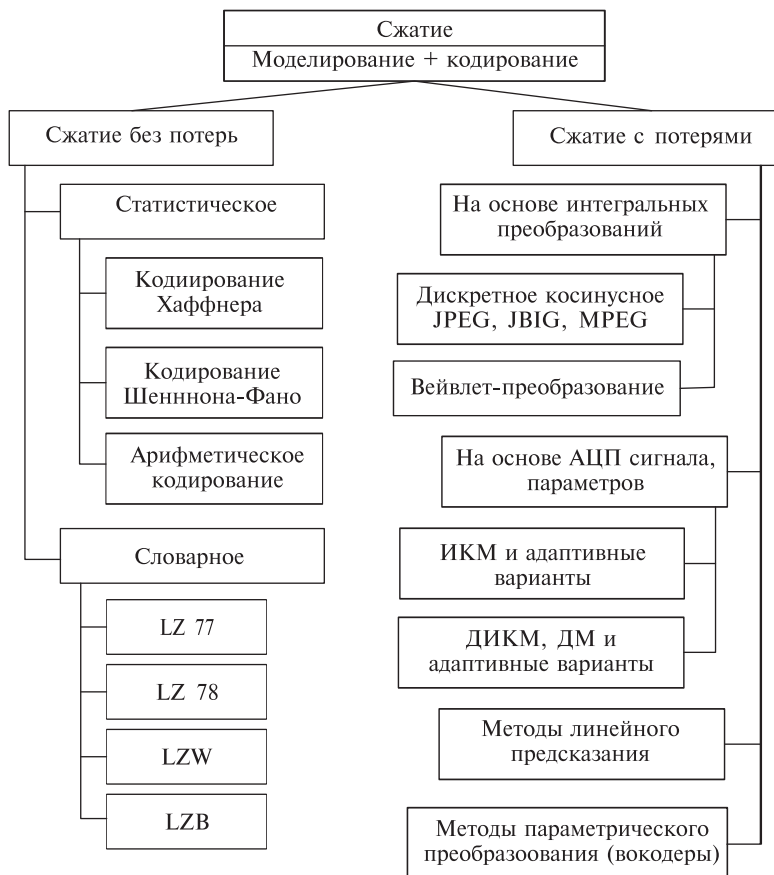 Сжатие
Моделирование + кодирование
Сжатие без потерь
Статистическое
Кодиирование
Хаффнера
Кодирование
Шенннона-Фано
Арифметическое
кодирование
Словарное
LZ 77
LZ 78
LZW
LZB
Сжатие с потерями
На основе интегральных
преобразований
Дискретное косинусное
JPEG, JBIG, MPEG
Вейвлет-преобразование
На основе АЦП сигнала,
параметров
ИКМ и адаптивные
варианты
ДИКМ, ДМ и
адаптивные варианты
Методы линейного
предсказания
Методы параметрического
преобразоования (вокодеры)